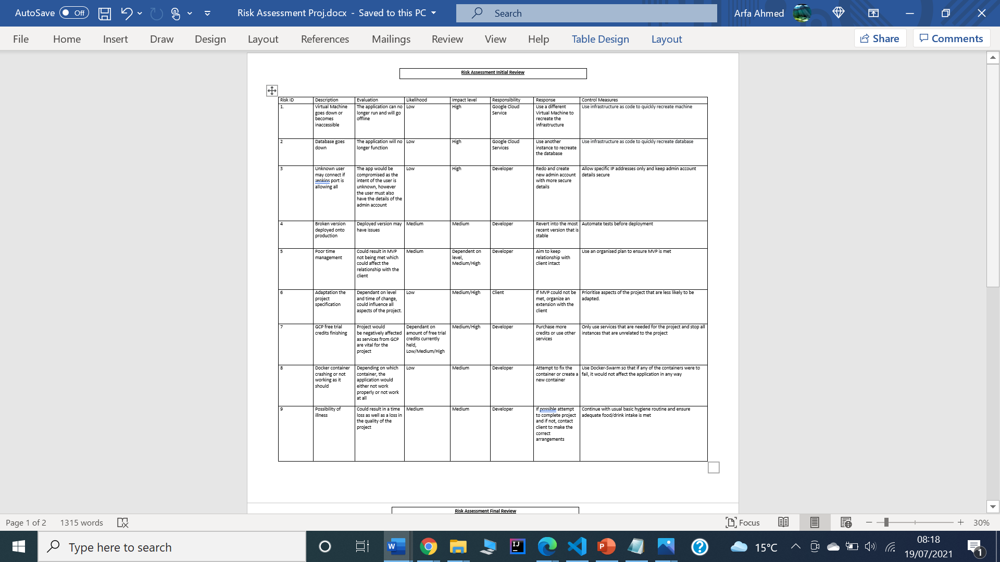 AutoSave Off Risk Assessment Proj.docx - Saved to this PC Search Arfa Ahmed
File Home Insert Draw Design Layout References Mailings Review View Help Table Design Layout Share Comments
Risk Assessment Initial Review
Risk ID Description Evaluation Likelihood Impact level Responsibility Response Control Measures
1. Virtual Machine The application can no Low High Google Cloud Use a different Use infrastructure as code to quickly recreate machine
goes down or longer run and will go Service Virtual Machine to
becomes offline recreate the
inaccessible infrastructure
2 Database goes The application will no Low High Google Cloud Use another Use infrastructure as code to quickly recreate database
down longer function Services instance to recreate
the database
3 Unknown user The app would be Low High Developer Redo and create Allow specific IP addresses only and keep admin account
may connect if compromised as the new admin account details secure
Jenkins port is intent of the user is with more secure
allowing all unknown, however details
the user must also
have the details of the
admin account
4 Broken version Deployed version may Medium Medium Developer Revert into the most Automate tests before deployment
deployed onto have issues recent version that is
production stable
5 Poor time Could result in MVP Medium Dependent on Developer Aim to keep Use an organised plan to ensure MVP is met
management not being met which level, relationship with
could affect the Medium/High client intact
relationship with the
client
6 Adaptation the Dependant on level Low Medium/High Client If MVP could not be Prioritise aspects of the project that are less likely to be
project and time of change, met, organize an adapted.
specification could influence all extension with the
aspects of the project. client
7 GCP free trial Project would Dependant on Medium/High Developer Purchase more Only use services that are needed for the project and stop all
credits finishing be negatively affected amount of free trial credits or use other instances that are unrelated to the project
as services from GCP credits currently services
are vital for the held,
project Low/Medium/High
8 Docker container Depending on which Low Medium Developer Attempt to fix the Use Docker-Swarm so that if any of the containers were to
crashing or not container, the container or create a fail, it would not affect the application in any way
working as it application would new container
should either not work
properly or not work
at all
9 Possibility of Could result in a time Medium Medium Developer If possible attempt Continue with usual basic hygiene routine and ensure
illness loss as well as a loss in to complete project adequate food/drink intake is met
the quality of the and if not, contact
project client to make the
correct
arrangements
Risk Assessment Final Review
Page 1 of 2 1315 words Focus 30%
Type here to search 15°C 08:18
19/07/2021
1